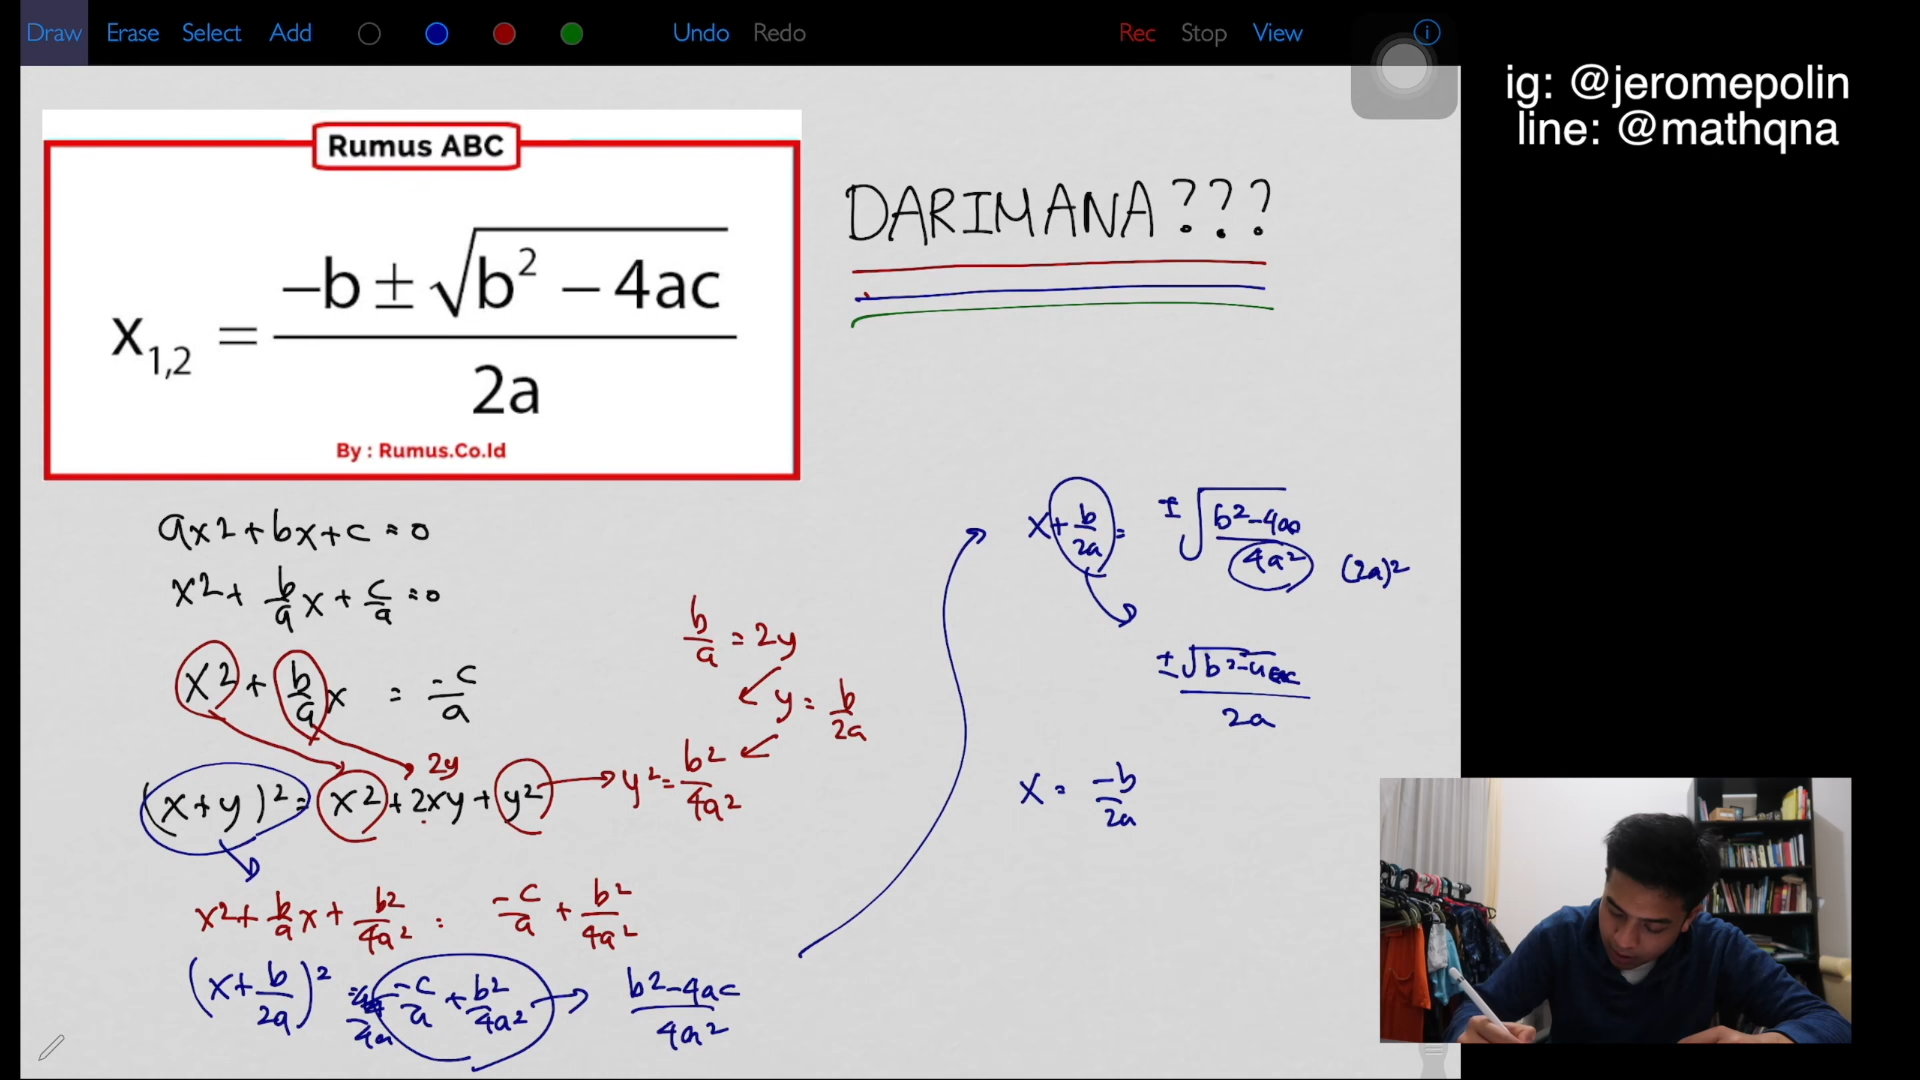 Draw Erase Select Add Undo Redo Rec Stop View
ig: @jeromepolin
line: @mathqna
Rumus ABC
x1,2 = (−b ± √(b² − 4ac)) / 2a
By : Rumus.Co.Id
DARIMANA???
ax² + bx + c = 0
x² + b/a x + c/a = 0
x² + b/a x = -c/a
(x+y)² = x² + 2xy + y²
2y
b/a = 2y
y = b/2a
y² = b²/4a²
x² + b/a x + b²/4a² = -c/a + b²/4a²
(x + b/2a)² = -c/a + b²/4a²
b²-4ac / 4a²
x + b/2a = ± √(b²-4ac / 4a²)
(2a)²
±√(b²-4ac) / 2a
x = -b/2a